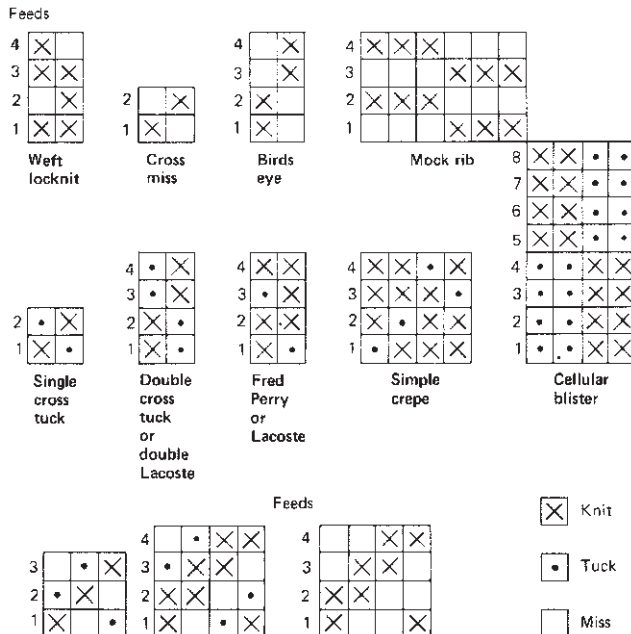 Feeds
4
3
2
1
Weft
locknit
2
1
Cross
miss
4
3
2
1
Birds
eye
4
3
2
1
Mock rib
8
7
6
5
4
3
2
1
Cellular
blister
2
1
Single
cross
tuck
4
3
2
1
Double
cross
tuck
or
double
Lacoste
4
3
2
1
Fred
Perry
or
Lacoste
4
3
2
1
Simple
crepe
Feeds
3
2
1
4
3
2
1
4
3
2
1
Knit
Tuck
Miss